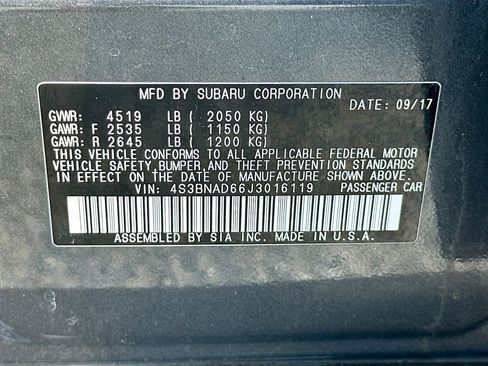 MFD BY SUBARU CORPORATION
DATE: 09/17
GVWR: 4519 LB ( 2050 KG)
GAWR: F 2535 LB ( 1150 KG)
GAWR: R 2645 LB ( 1200 KG)
THIS VEHICLE CONFORMS TO ALL APPLICABLE FEDERAL MOTOR
VEHICLE SAFETY, BUMPER, AND THEFT PREVENTION STANDARDS
IN EFFECT ON THE DATE OF MANUFACTURE SHOWN ABOVE.
VIN: 4S3BNAD66J3016119 PASSENGER CAR
ASSEMBLED BY SIA INC. MADE IN U.S.A.